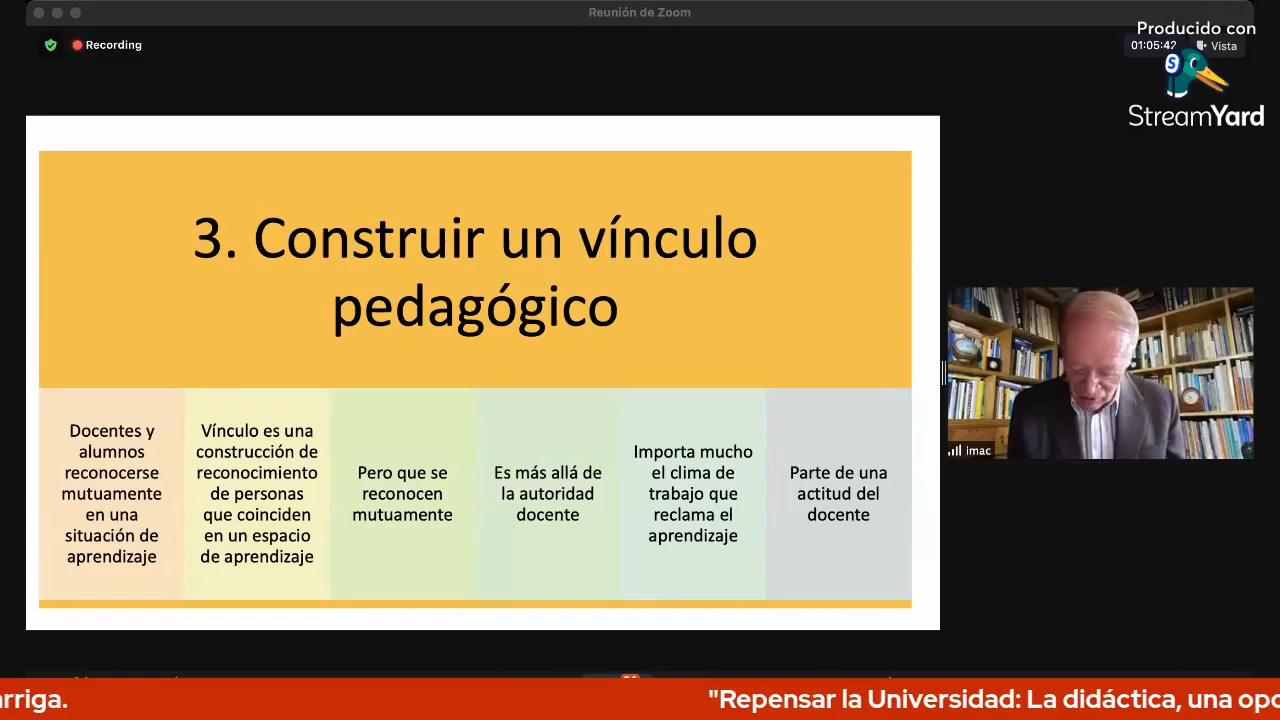 Reunión de Zoom
Recording
Producido con
01:05:42
Vista
S
StreamYard
3. Construir un vínculo
pedagógico
Docentes y
alumnos
reconocerse
mutuamente
en una
situación de
aprendizaje
Vínculo es una
construcción de
reconocimiento
de personas
que coinciden
en un espacio
de aprendizaje
Pero que se
reconocen
mutuamente
Es más allá de
la autoridad
docente
Importa mucho
el clima de
trabajo que
reclama el
aprendizaje
Parte de una
actitud del
docente
imac
arriga.
"Repensar la Universidad: La didáctica, una opo